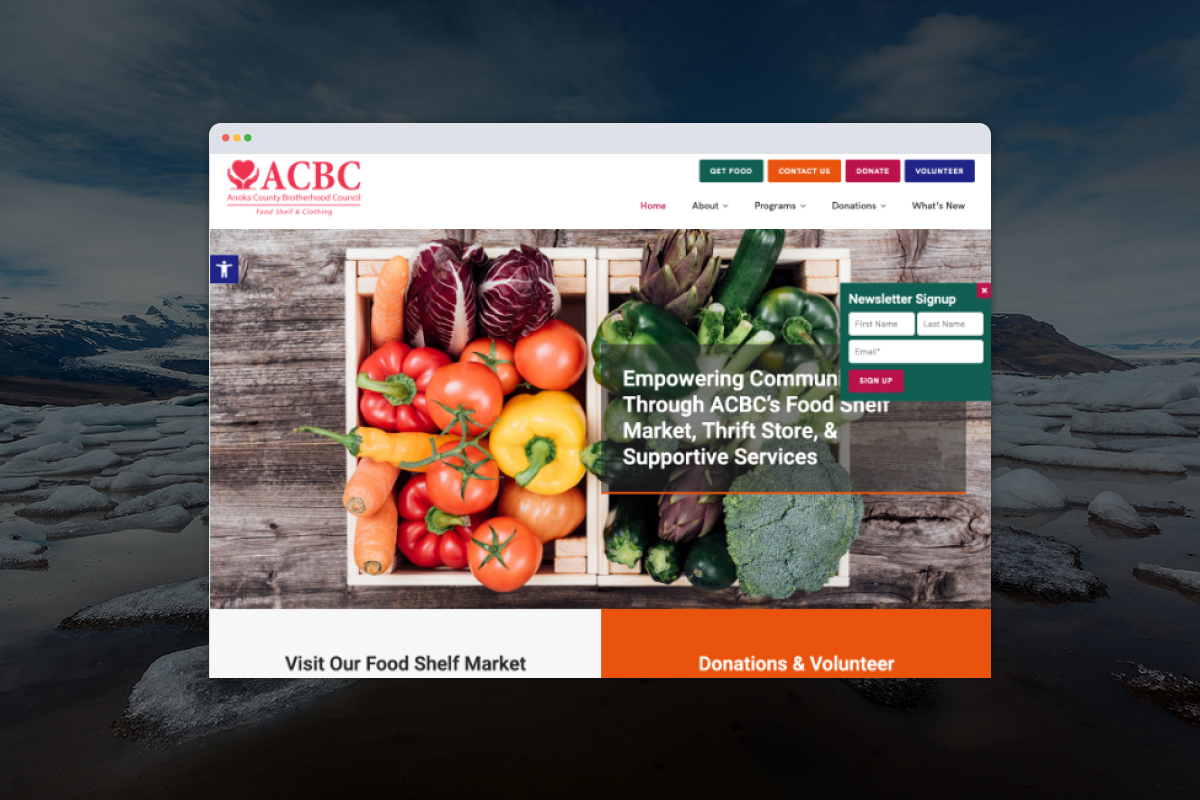 ACBC
Anoka County Brotherhood Council
Food Shelf & Clothing
GET FOOD
CONTACT US
DONATE
VOLUNTEER
Home
About
Programs
Donations
What's New
Newsletter Signup
First Name
Last Name
Email*
SIGN UP
Empowering Communi
Through ACBC's Food Shelf
Market, Thrift Store, &
Supportive Services
Visit Our Food Shelf Market
Donations & Volunteer